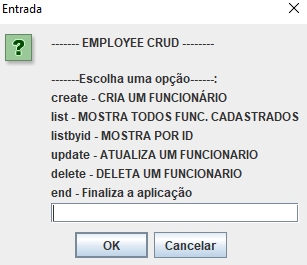 Entrada
------- EMPLOYEE CRUD --------
-------Escolha uma opção------:
create - CRIA UM FUNCIONÁRIO
list - MOSTRA TODOS FUNC. CADASTRADOS
listbyid - MOSTRA POR ID
update - ATUALIZA UM FUNCIONARIO
delete - DELETA UM FUNCIONARIO
end - Finaliza a aplicação
OK Cancelar